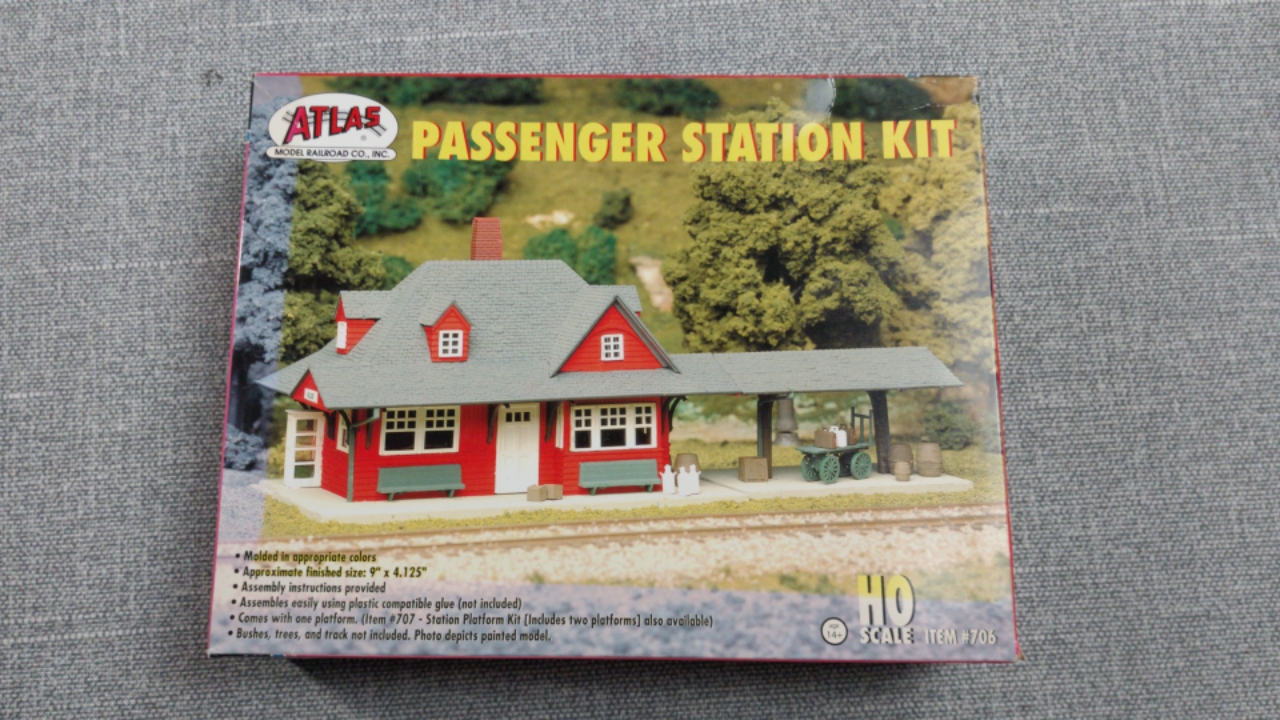 ATLAS
®
MODEL RAILROAD CO., INC.
PASSENGER STATION KIT
• Molded in appropriate colors
• Approximate finished size: 9" x 4.125"
• Assembly instructions provided
• Assembles easily using plastic compatible glue (not included)
• Comes with one platform. (Item #707 - Station Platform Kit [Includes two platforms] also available)
• Bushes, trees, and track not included. Photo depicts painted model.
AGE
14+
HO
SCALE
ITEM #706